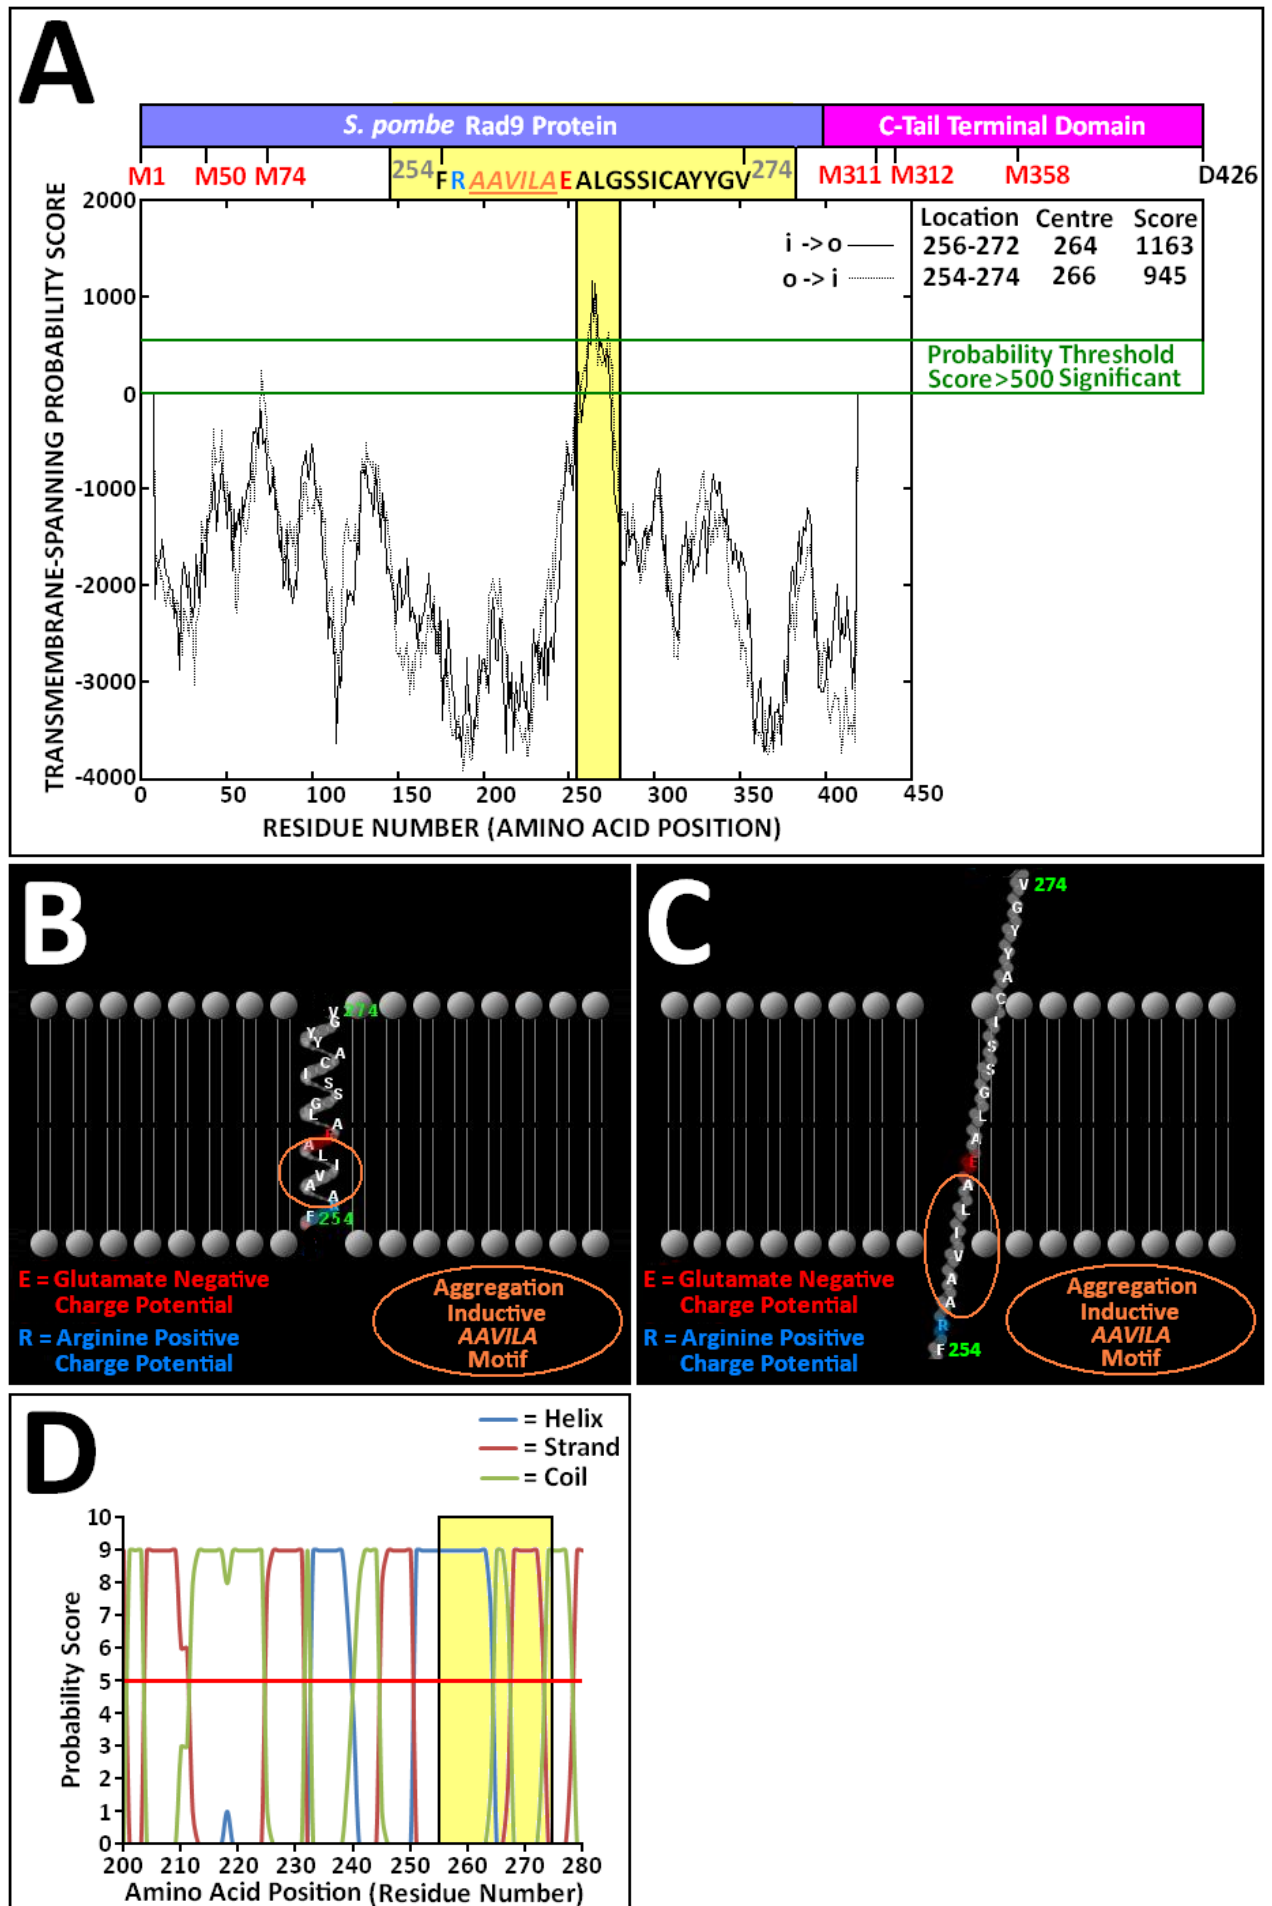 A
S. pombe Rad9 Protein
C-Tail Terminal Domain
M1 M50 M74 254 FRAAVILAEALGSSICAYYGV 274 M311 M312 M358 D426
TRANSMEMBRANE-SPANNING PROBABILITY SCORE
2000
1000
0
-1000
-2000
-3000
-4000
i ->o
o -> i
Location Centre Score
256-272 264 1163
254-274 266 945
Probability Threshold
Score>500 Significant
0 50 100 150 200 250 300 350 400 450
RESIDUE NUMBER (AMINO ACID POSITION)
B
V 274
G
Y
Y
A
C
I
S
S
G
L
A
E
A
L
I
V
A
A
R
F 254
E = Glutamate Negative
Charge Potential
R = Arginine Positive
Charge Potential
Aggregation
Inductive
AAVILA
Motif
C
V 274
G
Y
Y
A
C
I
S
S
G
L
A
E
A
L
I
V
A
A
R
F 254
E = Glutamate Negative
Charge Potential
R = Arginine Positive
Charge Potential
Aggregation
Inductive
AAVILA
Motif
D
= Helix
= Strand
= Coil
Probability Score
10
9
8
7
6
5
4
3
2
1
0
200 210 220 230 240 250 260 270 280
Amino Acid Position (Residue Number)